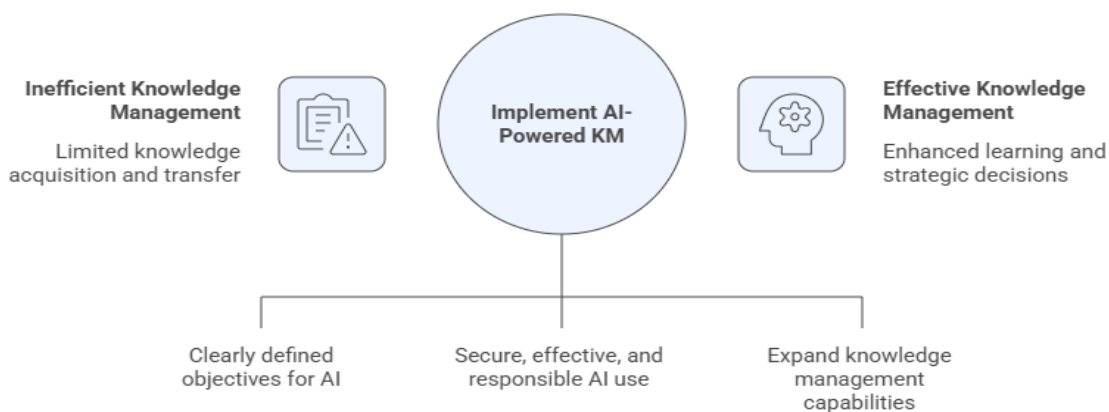 Inefficient Knowledge
Management
Limited knowledge
acquisition and transfer
Implement AI-
Powered KM
Effective Knowledge
Management
Enhanced learning and
strategic decisions
Clearly defined
objectives for AI
Secure, effective, and
responsible AI use
Expand knowledge
management
capabilities